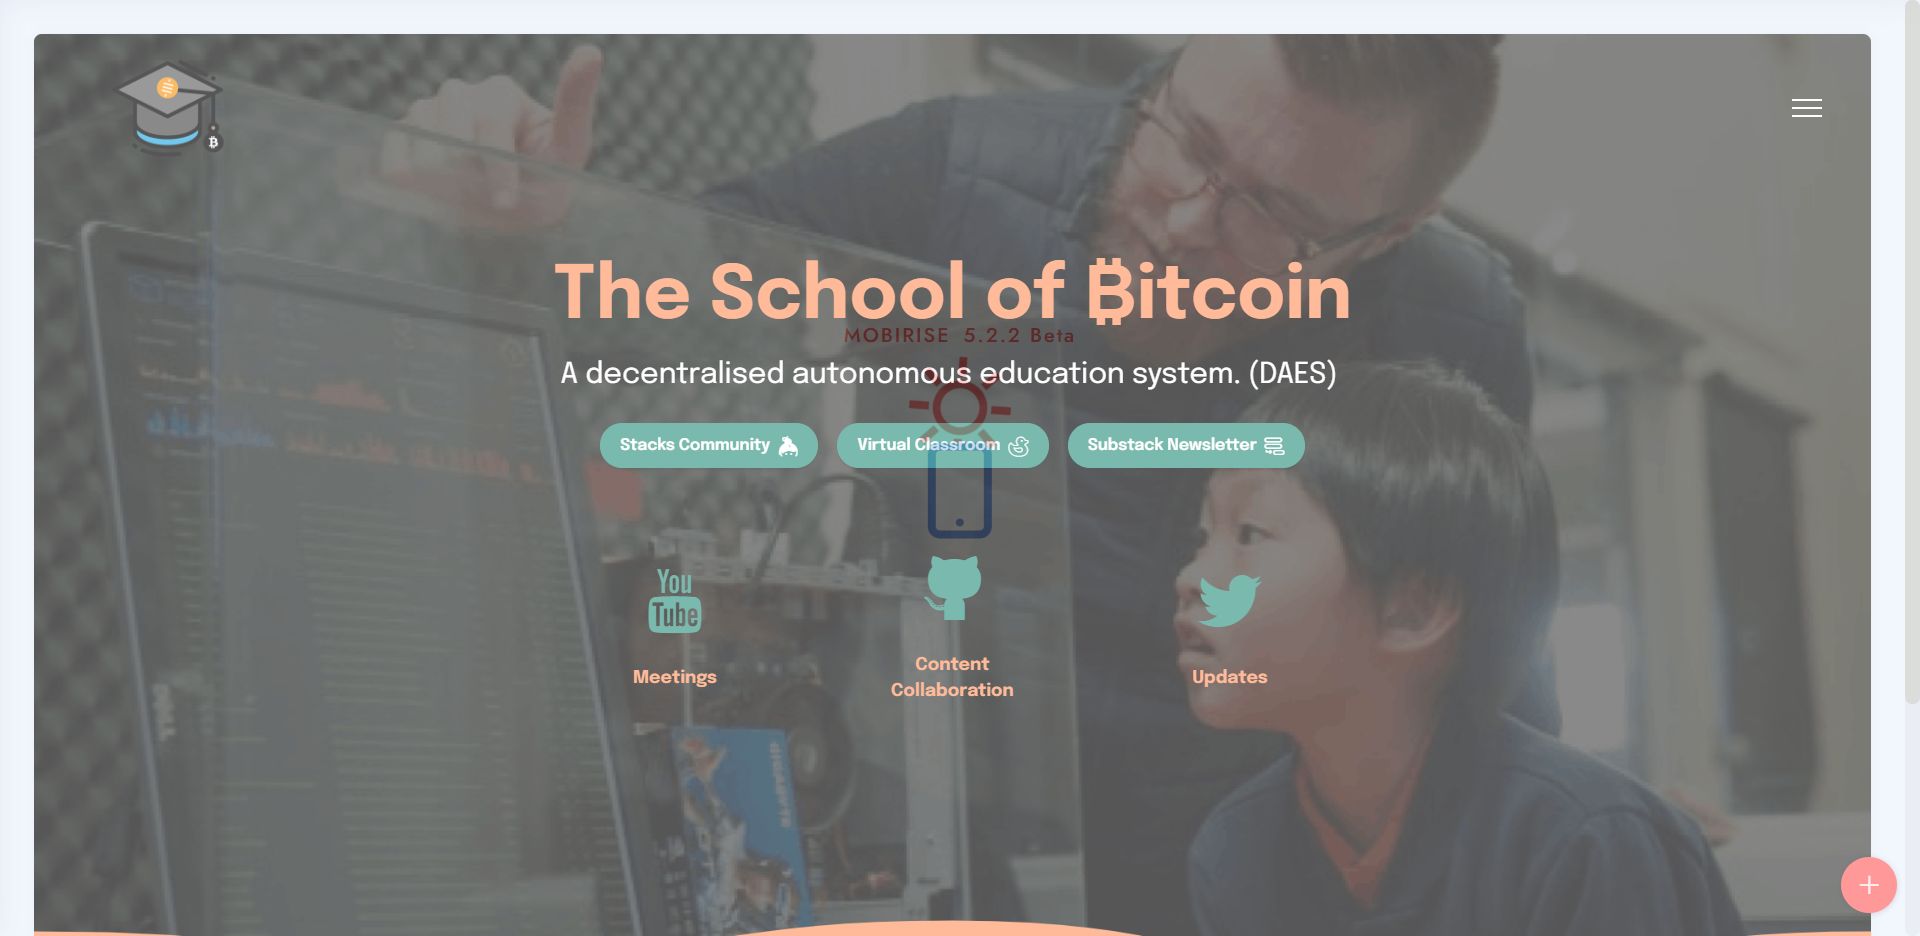 The School of ₿itcoin
MOBIRISE 5.2.2 Beta
A decentralised autonomous education system. (DAES)
Stacks Community
Virtual Classroom
Substack Newsletter
You
Tube
Meetings
Content
Collaboration
Updates